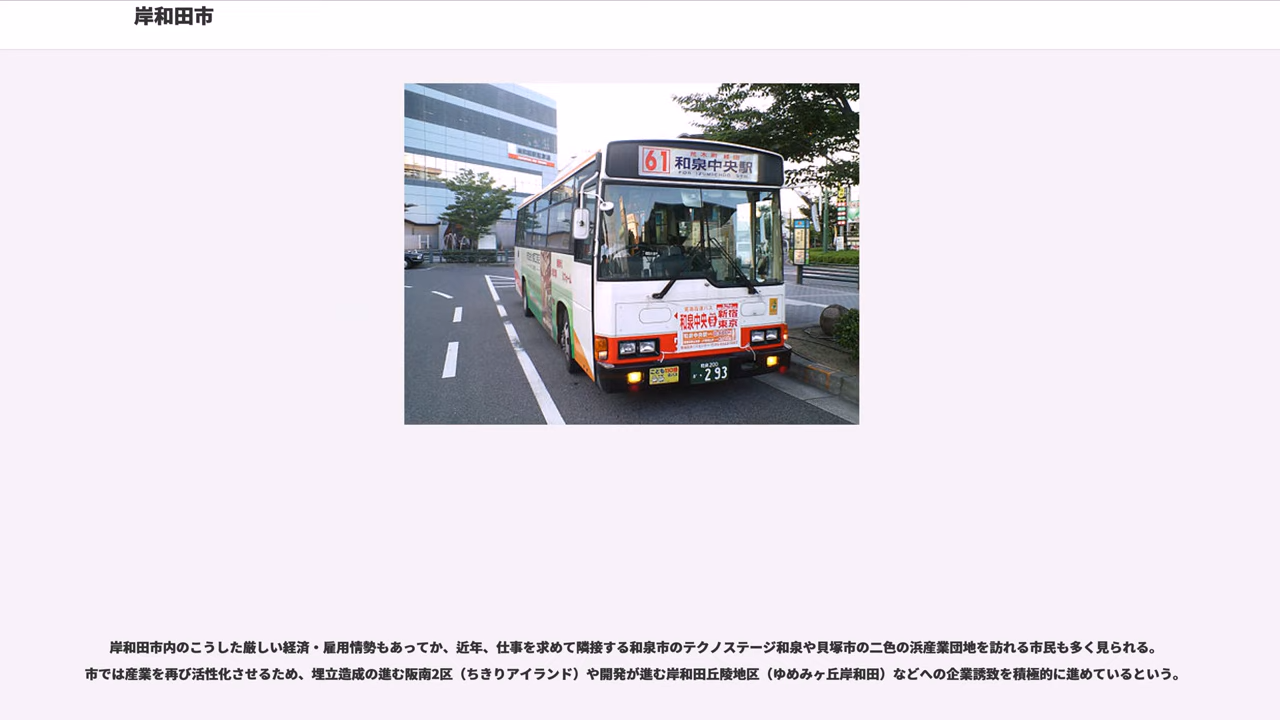 岸和田市
61
和泉中央駅
和泉中央
新宿
東京
・293
岸和田市内のこうした厳しい経済・雇用情勢もあってか、近年、仕事を求めて隣接する和泉市のテクノステージ和泉や貝塚市の二色の浜産業団地を訪れる市民も多く見られる。
市では産業を再び活性化させるため、埋立造成の進む阪南2区（ちきりアイランド）や開発が進む岸和田丘陵地区（ゆめみヶ丘岸和田）などへの企業誘致を積極的に進めているという。